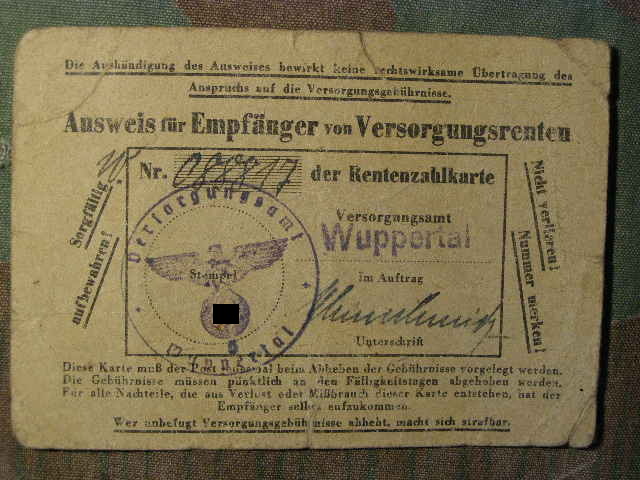 Die Aushändigung des Ausweises bewirkt keine rechtswirksame Übertragung des
Anspruchs auf die Versorgungsgebührnisse.
Ausweis für Empfänger von Versorgungsrenten
Nr. 088817 der Rentenzahlkarte
Sorgfältig
aufbewahren!
Nicht verlieren!
Nummer merken!
Versorgungsamt
Wuppertal
im Auftrag
Unterschrift
Versorgungsamt
Stempel
Wuppertal
Diese Karte muß der Post jedesmal beim Abheben der Gebührnisse vorgelegt werden.
Die Gebührnisse müssen pünktlich an den Fälligkeitstagen abgehoben werden.
Für alle Nachteile, die aus Verlust oder Mißbrauch dieser Karte entstehen, hat der
Empfänger selbst aufzukommen.
Wer unbefugt Versorgungsgebührnisse abhebt, macht sich strafbar.